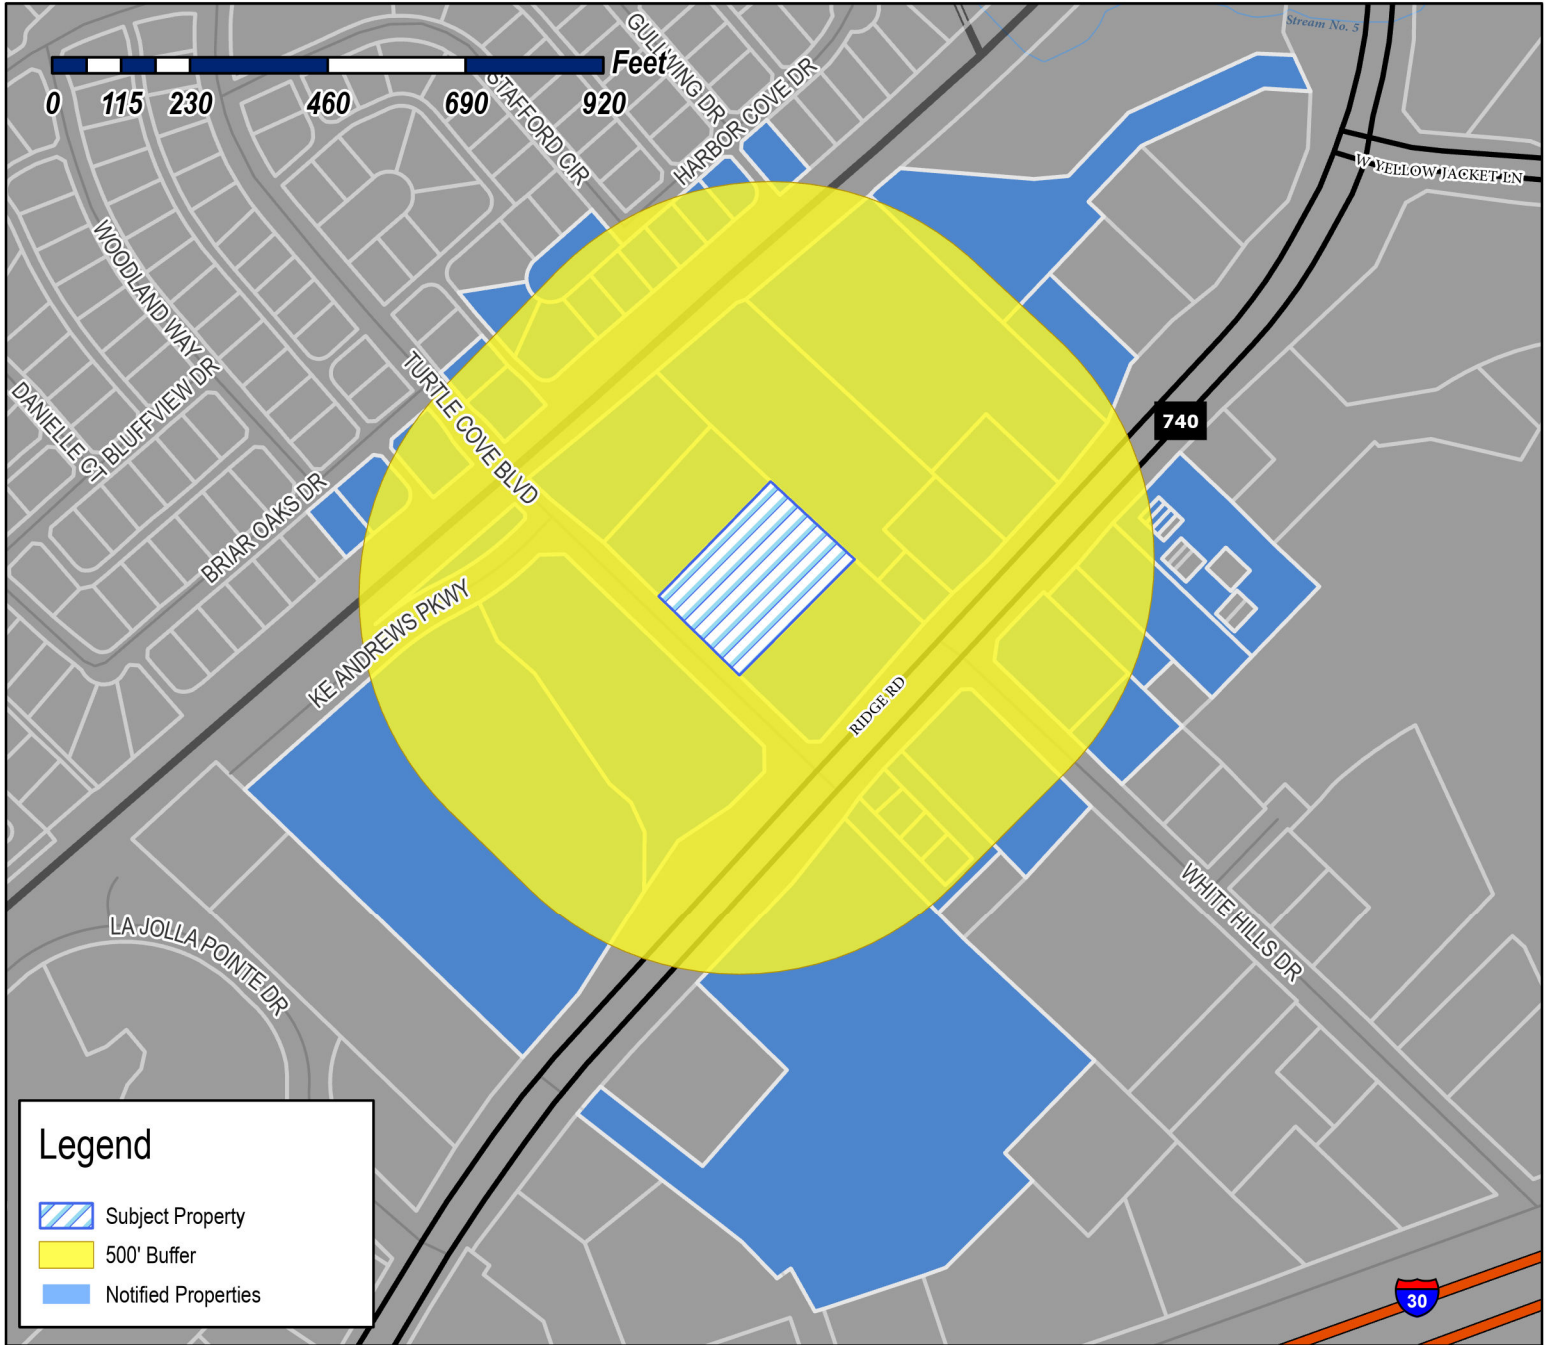 Stream No. 5
Feet
0 115 230 460 690 920
GULLWING DR
STAFFORD CIR
HARBOR COVE DR
W YELLOW JACKET LN
WOODLAND WAY DR
TURTLE COVE BLVD
DANIELLE CT
BLUFFVIEW DR
740
BRIAR OAKS DR
KE ANDREWS PKWY
RIDGE RD
WHITE HILLS DR
LA JOLLA POINTE DR
Legend
Subject Property
500' Buffer
Notified Properties
30